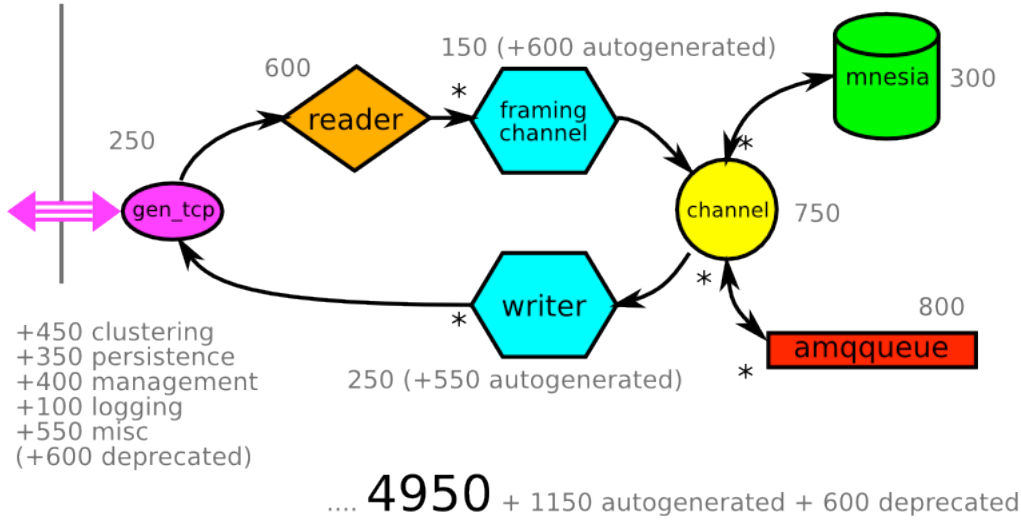 150 (+600 autogenerated)
600
*
mnesia
300
framing
channel
reader
250
*
gen_tcp
channel
750
*
writer
*
800
amqqueue
*
250 (+550 autogenerated)
+450 clustering
+350 persistence
+400 management
+100 logging
+550 misc
(+600 deprecated)
.... 4950 + 1150 autogenerated + 600 deprecated